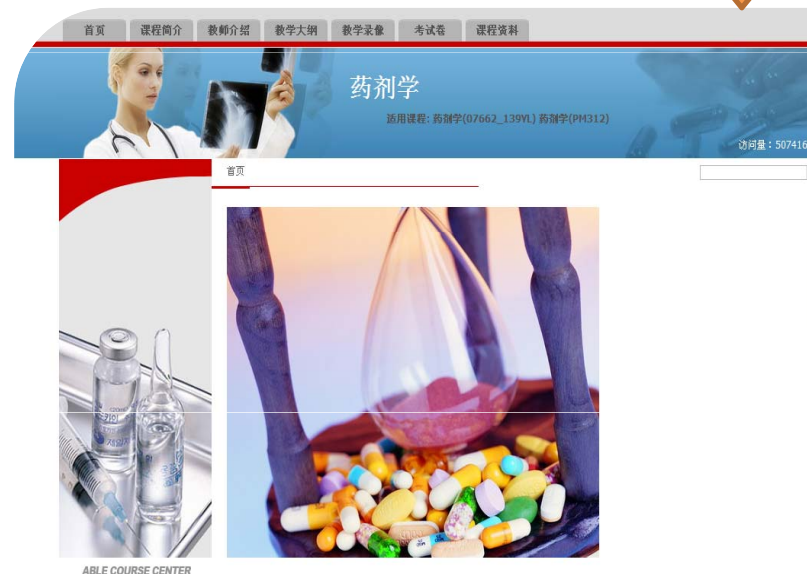 首页 课程简介 教师介绍 教学大纲 教学录像 考试卷 课程资料
药剂学
适用课程: 药剂学(07662_139YL) 药剂学(PM312)
访问量：507416
首页
ABLE COURSE CENTER